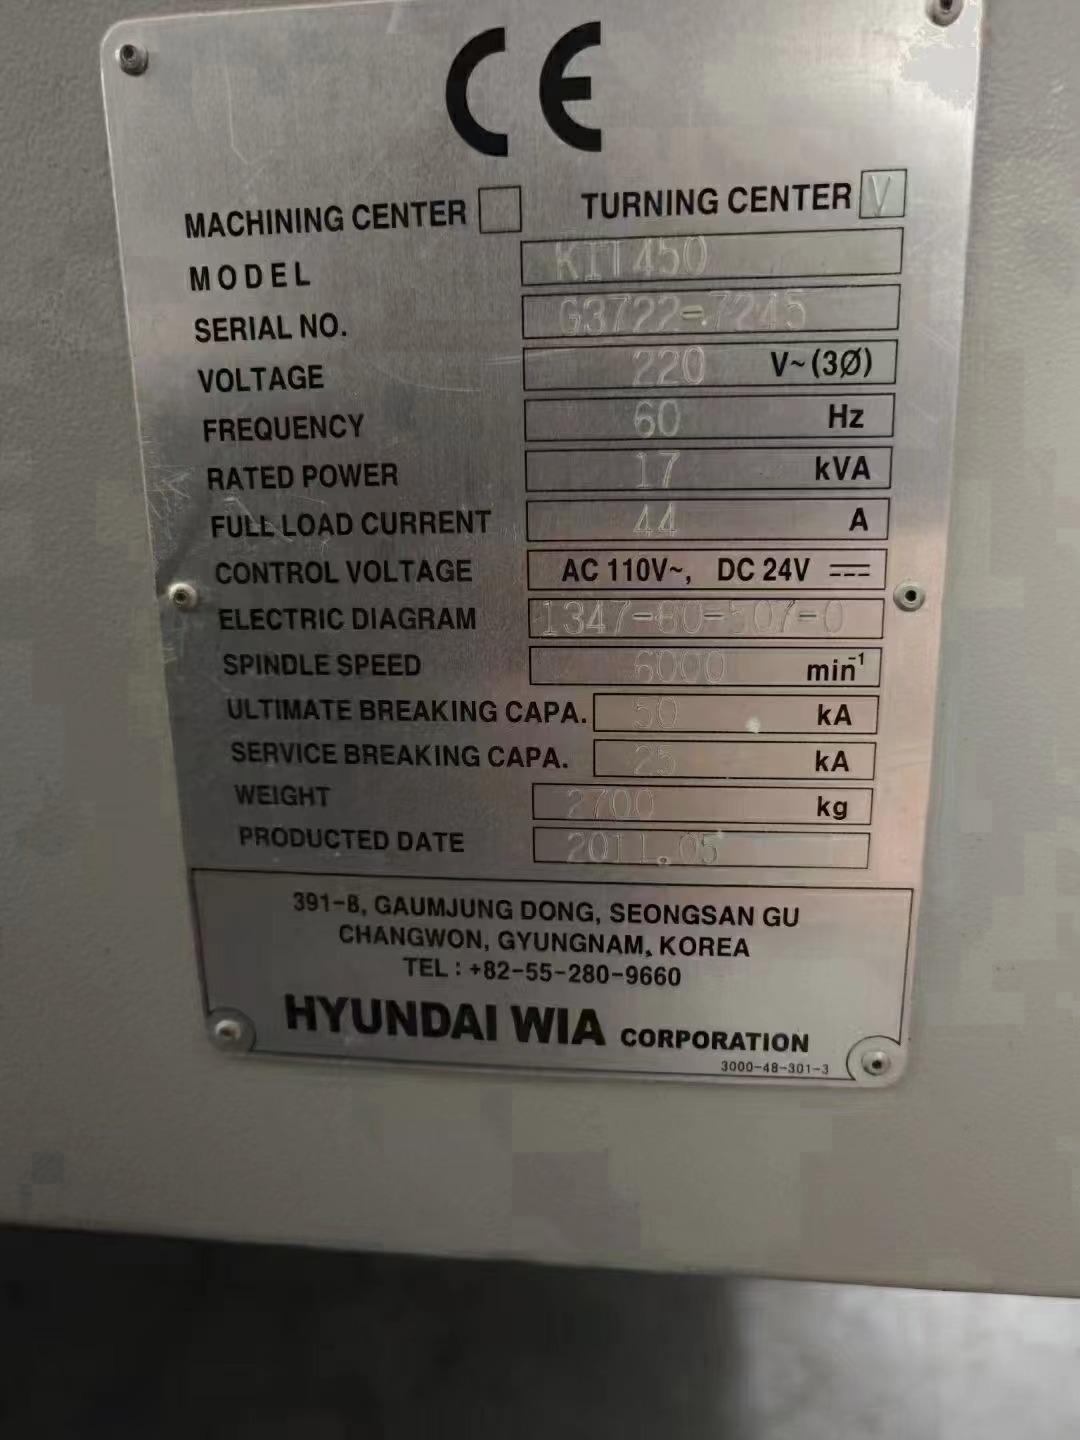 CE
MACHINING CENTER TURNING CENTER V
MODEL KIT450
SERIAL NO. G3722-7245
VOLTAGE 220 V~(3Ø)
FREQUENCY 60 Hz
RATED POWER 17 kVA
FULL LOAD CURRENT 44 A
CONTROL VOLTAGE AC 110V~, DC 24V
ELECTRIC DIAGRAM 1347-80-507-0
SPINDLE SPEED 6000 min⁻¹
ULTIMATE BREAKING CAPA. 50 kA
SERVICE BREAKING CAPA. 25 kA
WEIGHT 2700 kg
PRODUCTED DATE 2011.05
391-8, GAUMJUNG DONG, SEONGSAN GU
CHANGWON, GYUNGNAM, KOREA
TEL : +82-55-280-9660
HYUNDAI WIA CORPORATION
3000-48-301-3